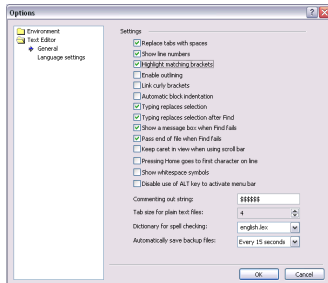 Options
Environment
Text Editor
General
Language settings
Settings
Replace tabs with spaces
Show line numbers
Highlight matching brackets
Enable outlining
Link curly brackets
Automatic block indentation
Typing replaces selection
Typing replaces selection after Find
Show a message box when Find fails
Pass end of file when Find fails
Keep caret in view when using scroll bar
Pressing Home goes to first character on line
Show whitespace symbols
Disable use of ALT key to activate menu bar
Commenting out string: $$$$$$
Tab size for plain text files: 4
Dictionary for spell checking: english.lex
Automatically save backup files: Every 15 seconds
OK Cancel